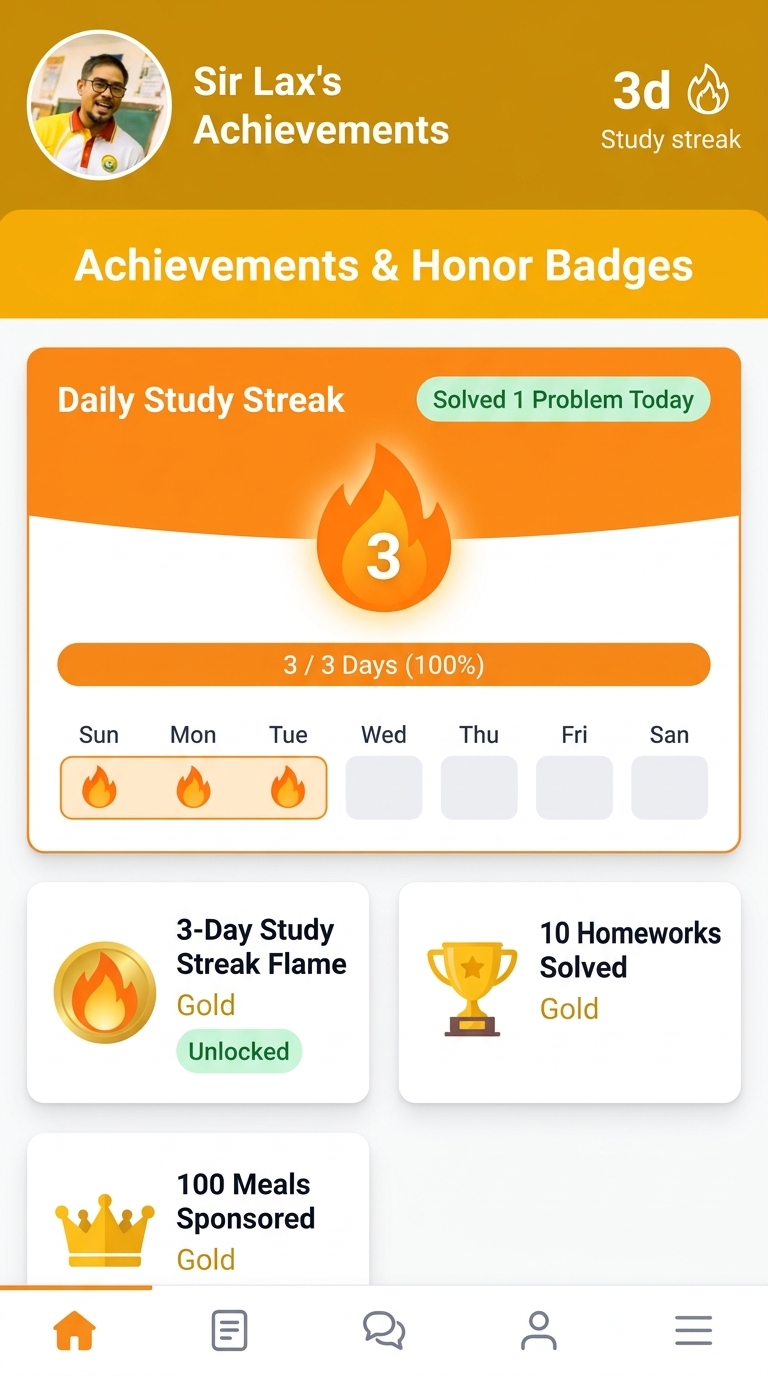 Sir Lax's
Achievements
3d
Study streak
Achievements & Honor Badges
Daily Study Streak
Solved 1 Problem Today
3
3 / 3 Days (100%)
Sun Mon Tue Wed Thu Fri San
3-Day Study
Streak Flame
Gold
Unlocked
10 Homeworks
Solved
Gold
100 Meals
Sponsored
Gold